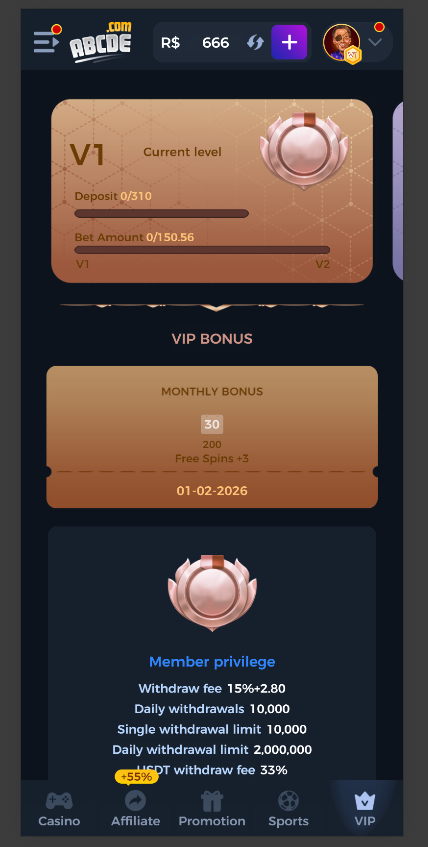 .com
ABCDE
R$ 666
V1 Current level
Deposit 0/310
Bet Amount 0/150.56
V1 V2
VIP BONUS
MONTHLY BONUS
30
200
Free Spins +3
01-02-2026
Member privilege
Withdraw fee 15%+2.80
Daily withdrawals 10,000
Single withdrawal limit 10,000
Daily withdrawal limit 2,000,000
USDT withdraw fee 33%
+55%
Casino Affiliate Promotion Sports VIP